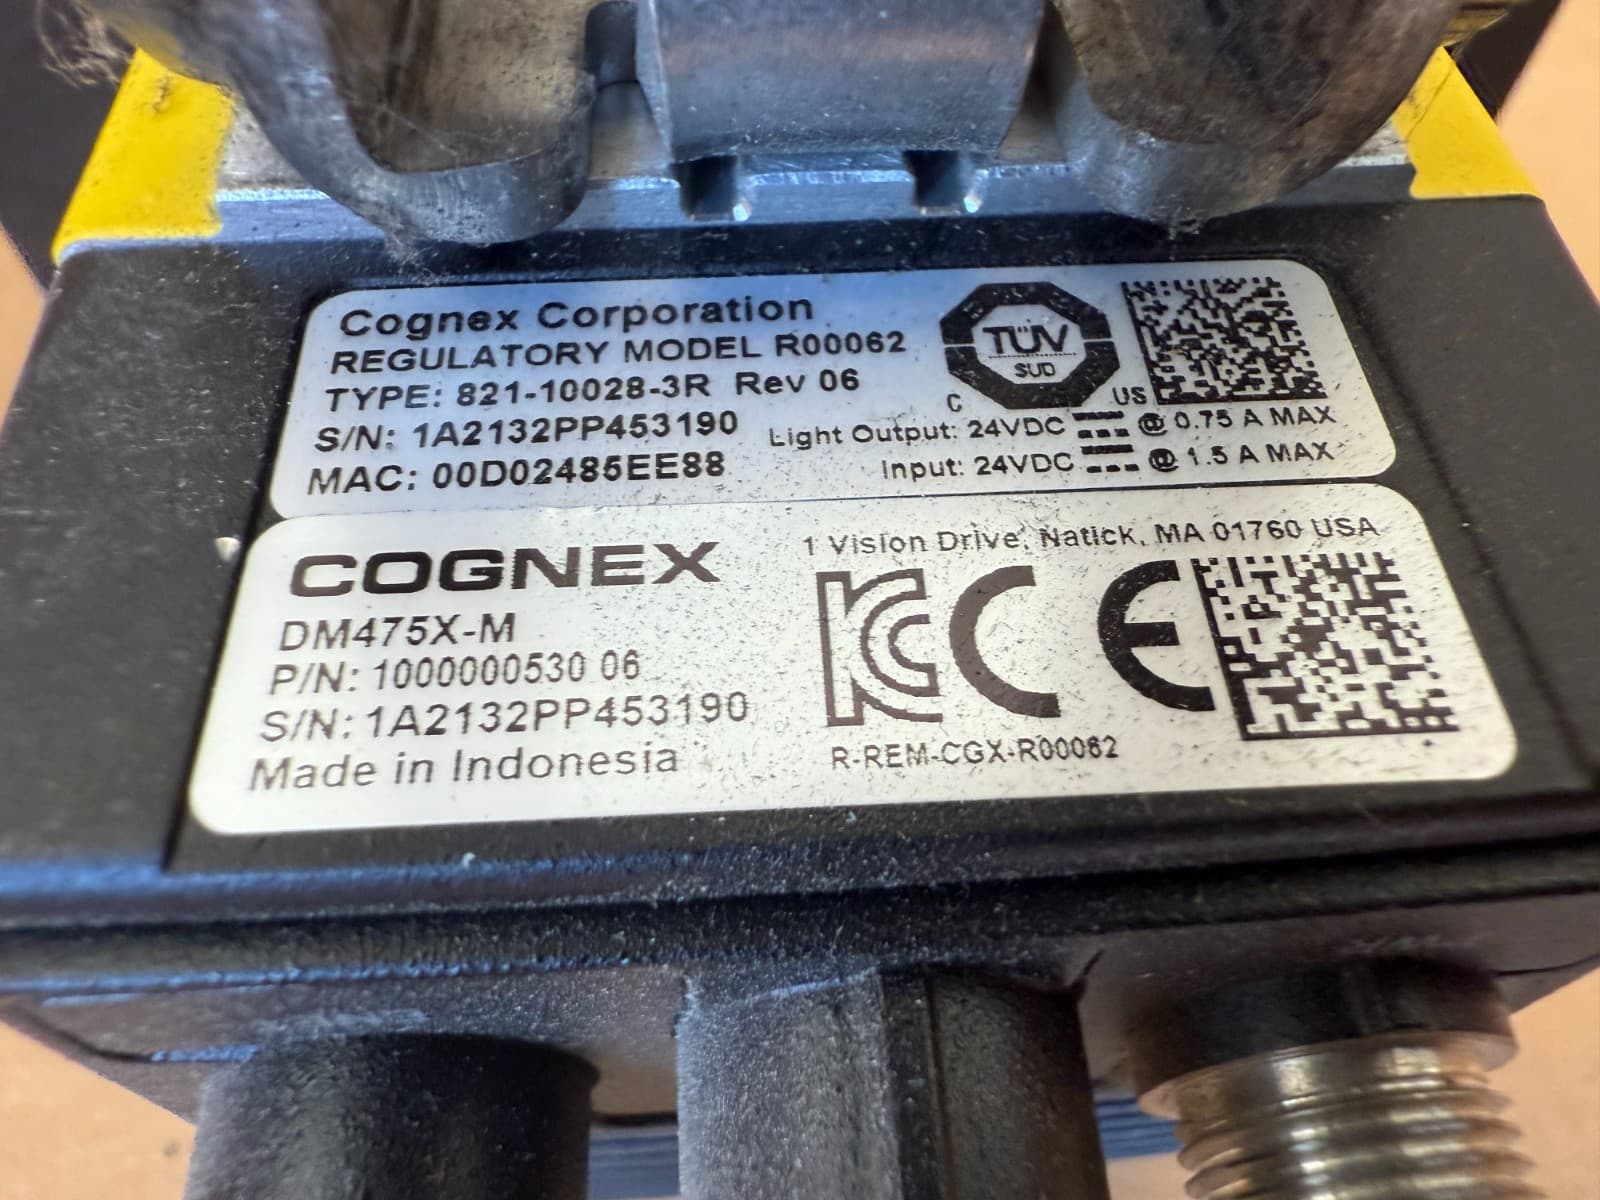 Cognex Corporation
REGULATORY MODEL R00062
TYPE: 821-10028-3R Rev 06
S/N: 1A2132PP453190
MAC: 00D02485EE88
TÜV
SUD
C US
Light Output: 24VDC @ 0.75 A MAX
Input: 24VDC @ 1.5 A MAX
COGNEX
DM475X-M
P/N: 1000000530 06
S/N: 1A2132PP453190
Made in Indonesia
1 Vision Drive, Natick, MA 01760 USA
KC CE
R-REM-CGX-R00062